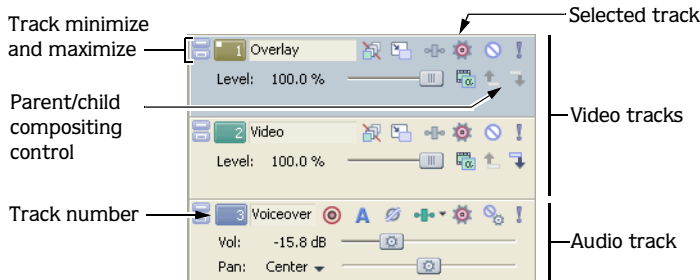 Track minimize
and maximize
Selected track
1 Overlay
Level: 100.0 %
Parent/child
compositing
control
Video tracks
2 Video
Level: 100.0 %
Track number
3 Voiceover
A
Vol: -15.8 dB
Audio track
Pan: Center